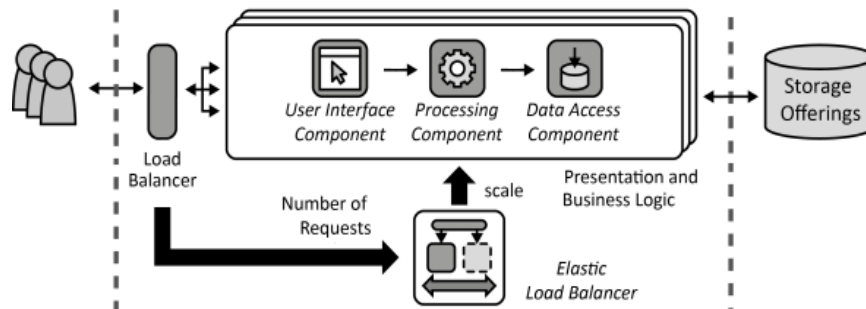 User Interface
Component
Processing
Component
Data Access
Component
Storage
Offerings
Load
Balancer
Presentation and
Business Logic
scale
Number of
Requests
Elastic
Load Balancer